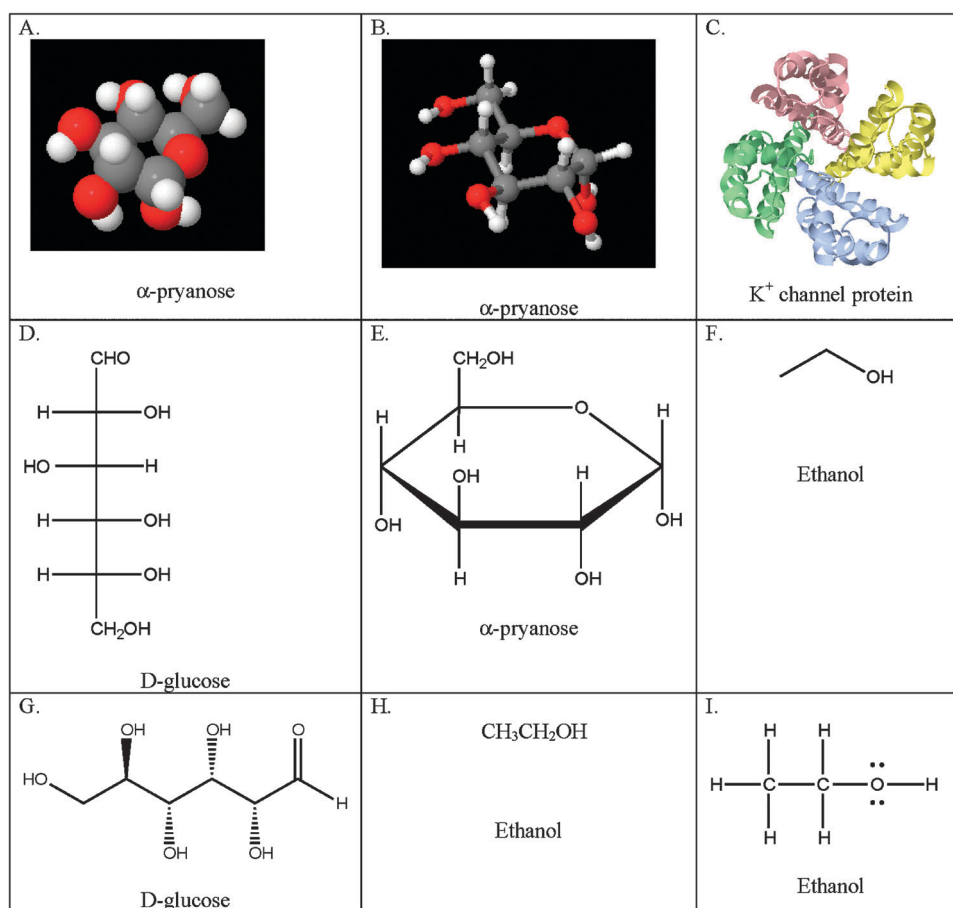 A.
α-pryanose
B.
α-pryanose
C.
K⁺ channel protein
D.
CHO
H OH
HO H
H OH
H OH
CH₂OH
D-glucose
E.
CH₂OH
H O H
H
OH H
OH OH
H OH
α-pryanose
F.
OH
Ethanol
G.
OH OH O
HO H
OH OH
D-glucose
H.
CH₃CH₂OH
Ethanol
I.
H H
H C C O H
H H
Ethanol